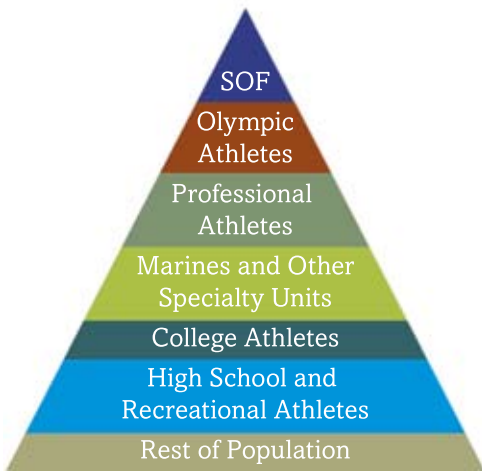 SOF
Olympic
Athletes
Professional
Athletes
Marines and Other
Specialty Units
College Athletes
High School and
Recreational Athletes
Rest of Population